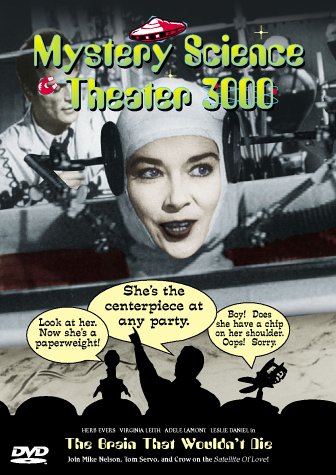 Mystery Science
Theater 3000
Look at her.
Now she's a
paperweight!
She's the
centerpiece at
any party.
Boy! Does
she have a chip
on her shoulder.
Oops! Sorry.
HERB EVERS VIRGINIA LEITH ADELE LAMONT LESLIE DANIEL in
The Brain That Wouldn't Die
Join Mike Nelson, Tom Servo, and Crow on the Satellite Of Love!
DVD
VIDEO